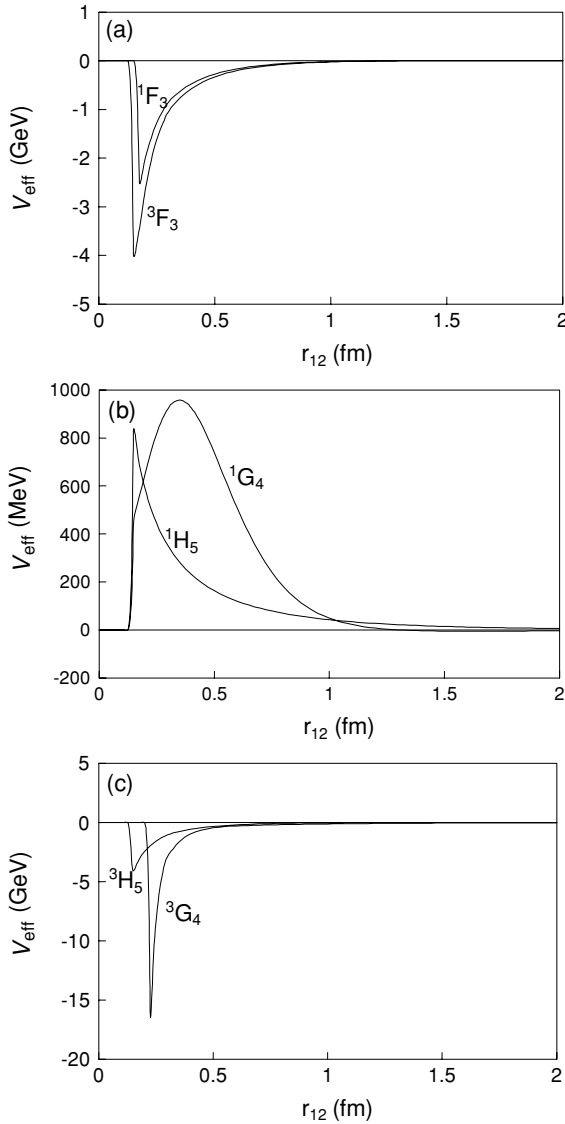 (a)
1
0
-1
-2
-3
-4
-5
V_eff (GeV)
¹F₃
³F₃
0 0.5 1 1.5 2
r₁₂ (fm)
(b)
1000
800
600
400
200
0
-200
V_eff (MeV)
¹G₄
¹H₅
0 0.5 1 1.5 2
r₁₂ (fm)
(c)
5
0
-5
-10
-15
-20
V_eff (GeV)
³H₅
³G₄
0 0.5 1 1.5 2
r₁₂ (fm)